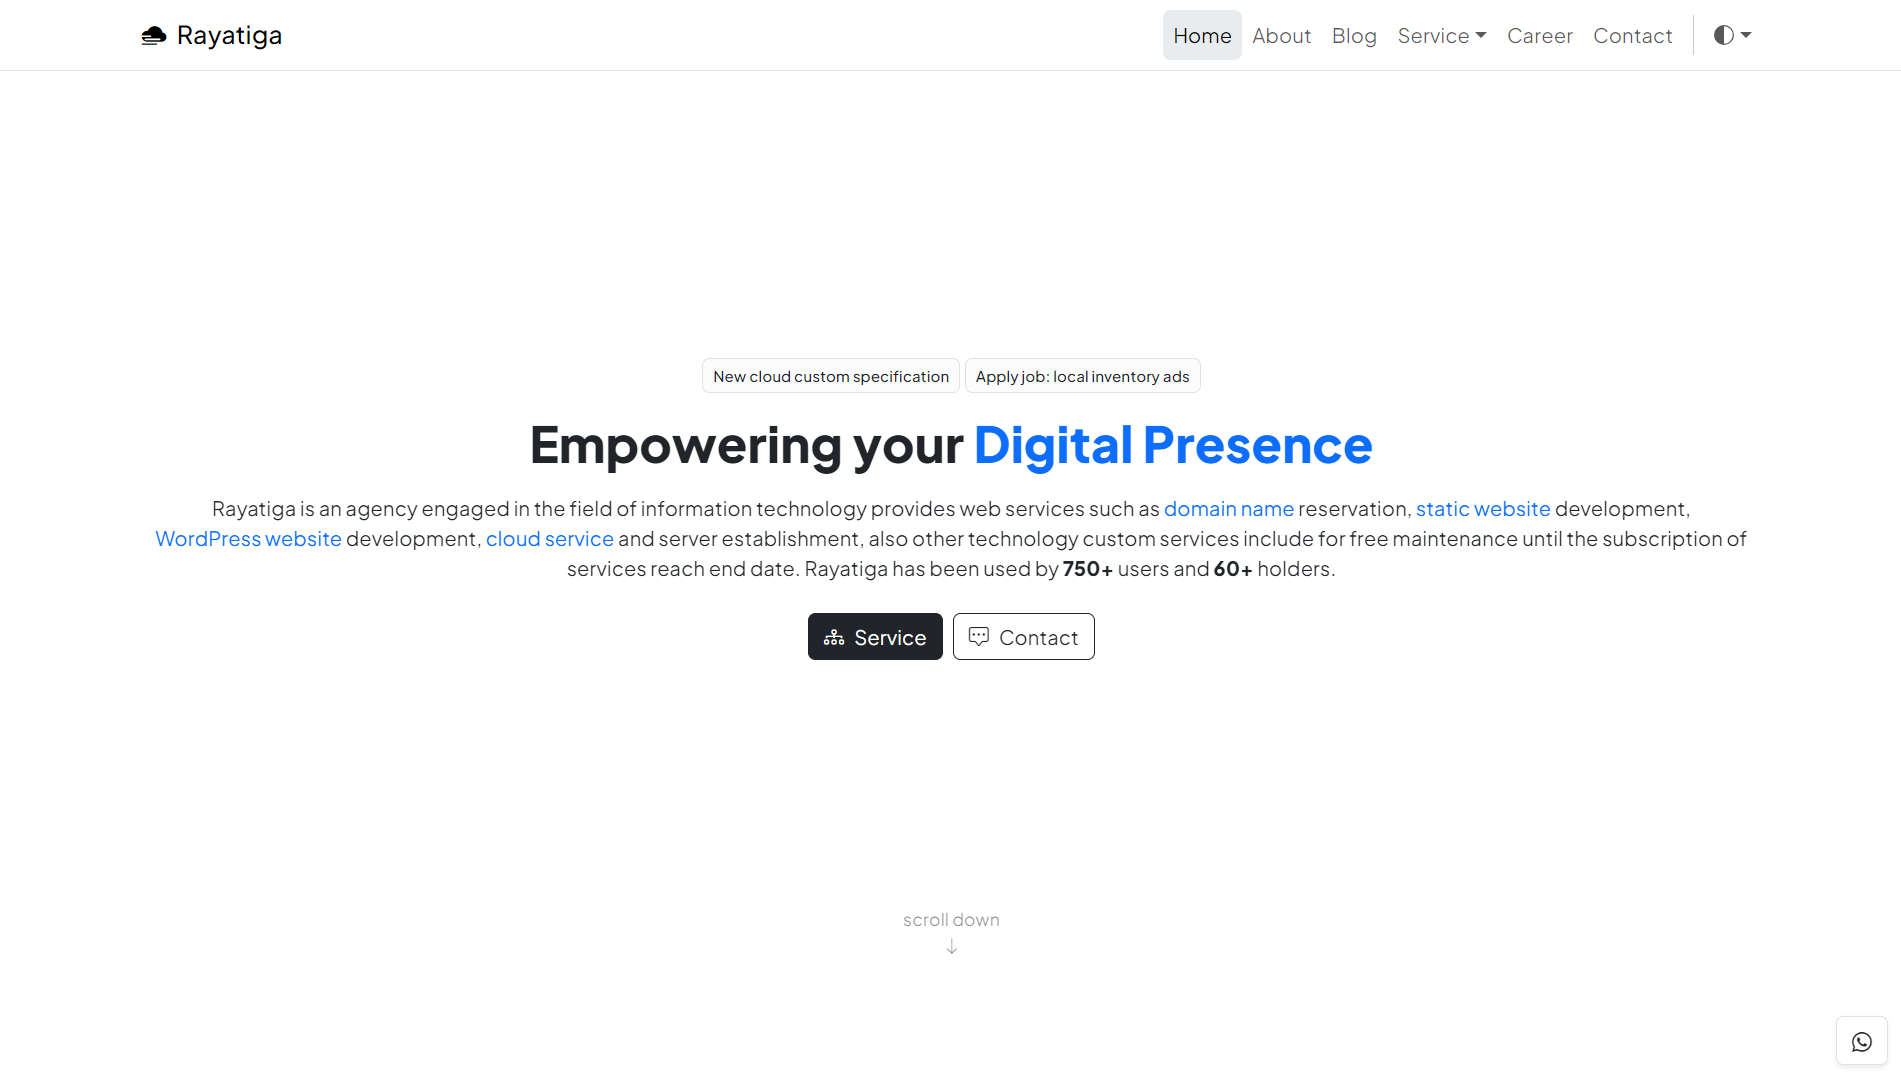 Rayatiga
Home About Blog Service Career Contact
New cloud custom specification Apply job: local inventory ads
Empowering your Digital Presence
Rayatiga is an agency engaged in the field of information technology provides web services such as domain name reservation, static website development,
WordPress website development, cloud service and server establishment, also other technology custom services include for free maintenance until the subscription of
services reach end date. Rayatiga has been used by 750+ users and 60+ holders.
Service Contact
scroll down